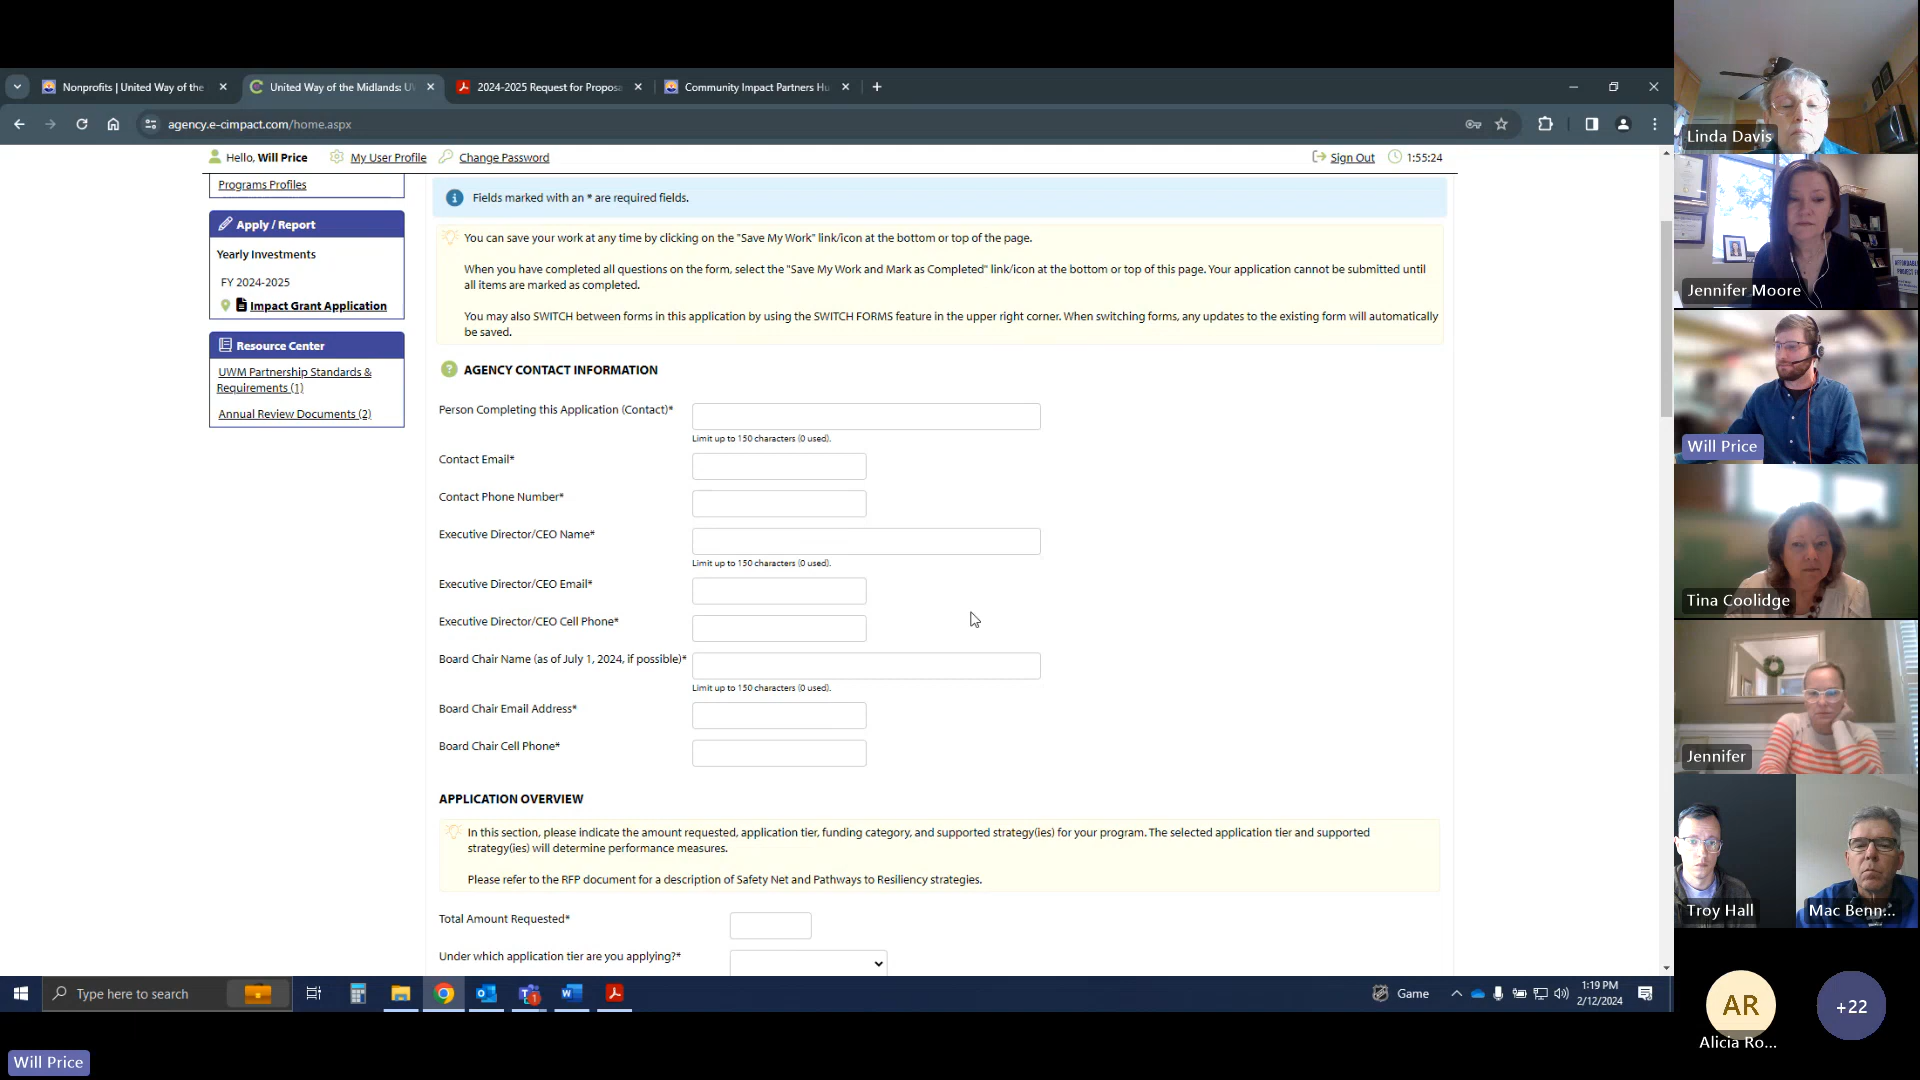 Nonprofits | United Way of the
United Way of the Midlands: UV
2024-2025 Request for Proposa
Community Impact Partners Hu
agency.e-cimpact.com/home.aspx
Hello, Will Price
My User Profile
Change Password
Sign Out
1:55:24
Programs Profiles
Apply / Report
Yearly Investments
FY 2024-2025
Impact Grant Application
Resource Center
UWM Partnership Standards &
Requirements (1)
Annual Review Documents (2)
Fields marked with an * are required fields.
You can save your work at any time by clicking on the "Save My Work" link/icon at the bottom or top of the page.
When you have completed all questions on the form, select the "Save My Work and Mark as Completed" link/icon at the bottom or top of this page. Your application cannot be submitted until
all items are marked as completed.
You may also SWITCH between forms in this application by using the SWITCH FORMS feature in the upper right corner. When switching forms, any updates to the existing form will automatically
be saved.
AGENCY CONTACT INFORMATION
Person Completing this Application (Contact)*
Limit up to 150 characters (0 used).
Contact Email*
Contact Phone Number*
Executive Director/CEO Name*
Limit up to 150 characters (0 used).
Executive Director/CEO Email*
Executive Director/CEO Cell Phone*
Board Chair Name (as of July 1, 2024, if possible)*
Limit up to 150 characters (0 used).
Board Chair Email Address*
Board Chair Cell Phone*
APPLICATION OVERVIEW
In this section, please indicate the amount requested, application tier, funding category, and supported strategy(ies) for your program. The selected application tier and supported
strategy(ies) will determine performance measures.
Please refer to the RFP document for a description of Safety Net and Pathways to Resiliency strategies.
Total Amount Requested*
Under which application tier are you applying?*
Type here to search
Game
1:19 PM
2/12/2024
Will Price
Linda Davis
Jennifer Moore
Will Price
Tina Coolidge
Jennifer
Troy Hall
Mac Benn...
AR
+22
Alicia Ro...